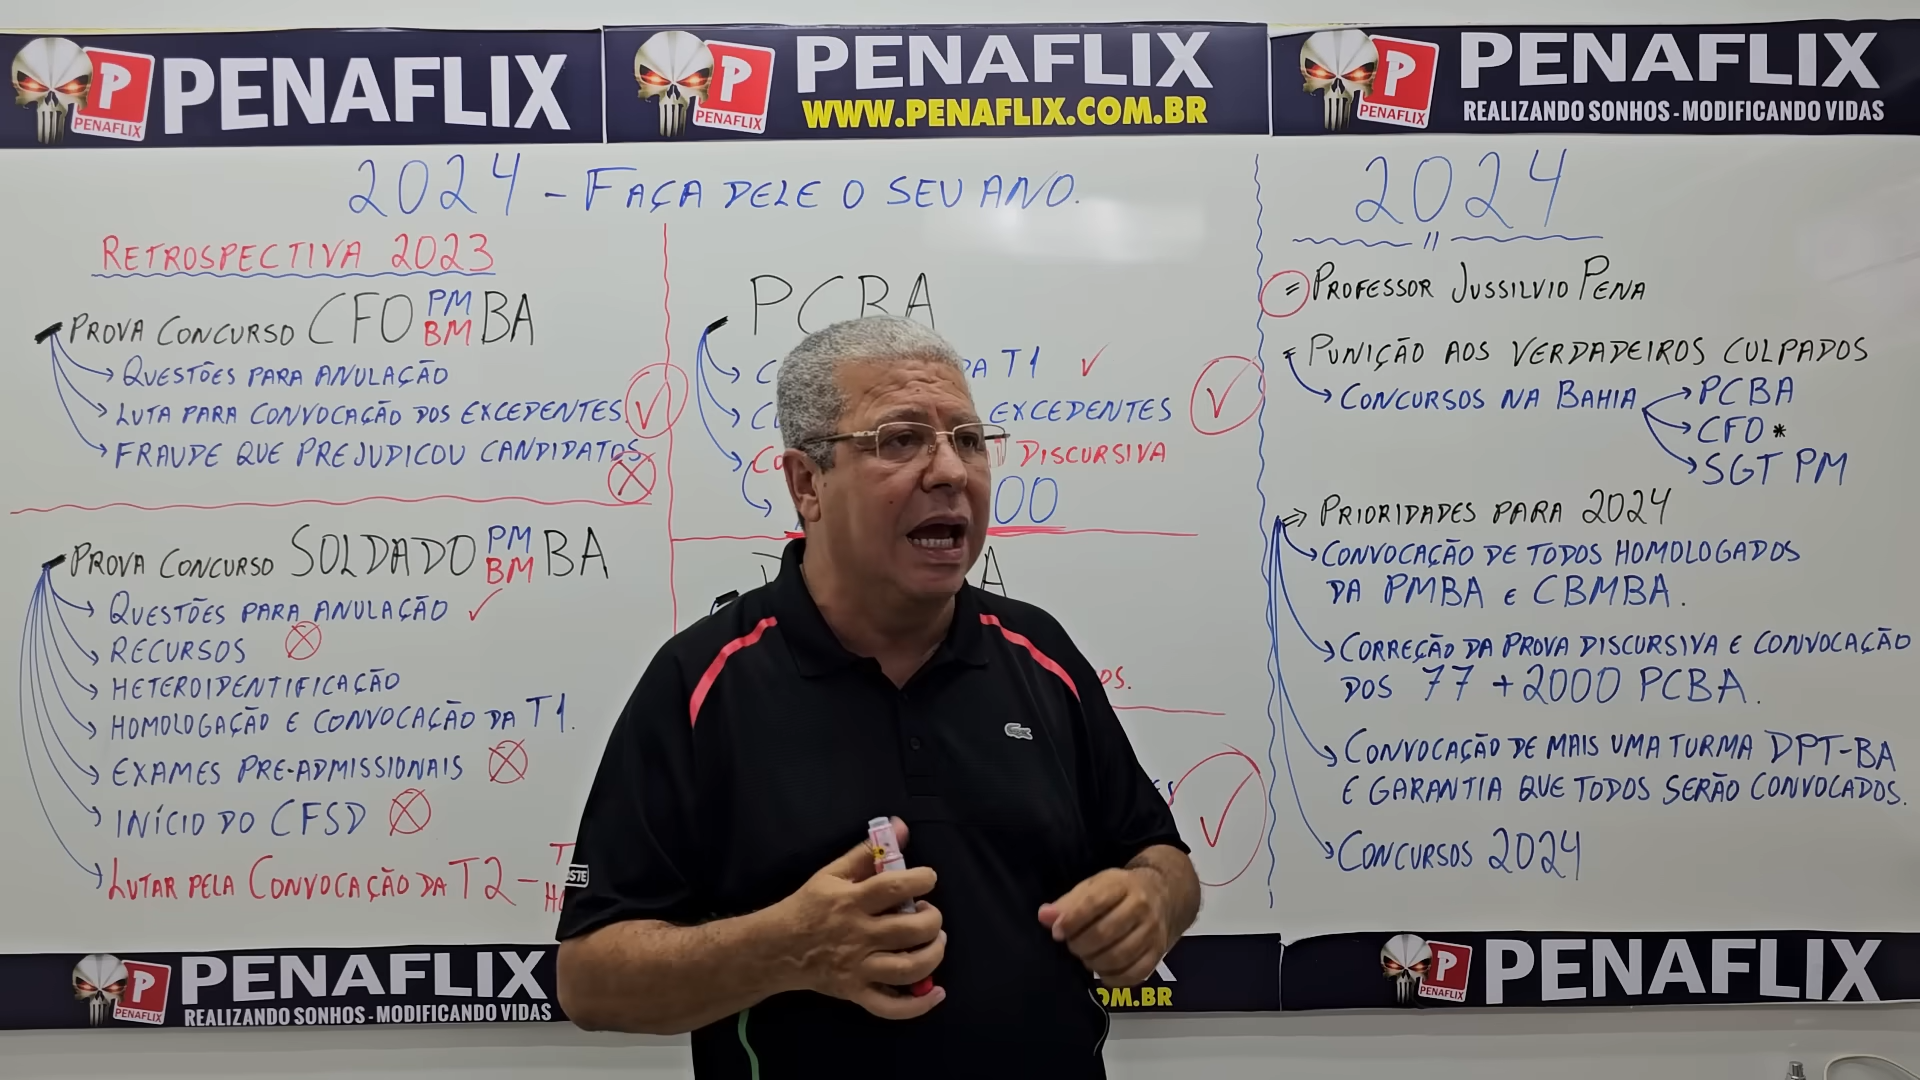 P PENAFLIX
PENAFLIX
P PENAFLIX
PENAFLIX
WWW.PENAFLIX.COM.BR
P PENAFLIX
PENAFLIX
REALIZANDO SONHOS - MODIFICANDO VIDAS
2024 - FAÇA DELE O SEU ANO.
RETROSPECTIVA 2023
PROVA CONCURSO CFO PM BM BA
QUESTÕES PARA ANULAÇÃO
LUTA PARA CONVOCAÇÃO DOS EXCEDENTES
FRAUDE QUE PREJUDICOU CANDIDATOS
PROVA CONCURSO SOLDADO PM BM BA
QUESTÕES PARA ANULAÇÃO
RECURSOS
HETEROIDENTIFICAÇÃO
HOMOLOGAÇÃO E CONVOCAÇÃO DA T1.
EXAMES PRE-ADMISSIONAIS
INÍCIO DO CFSD
LUTAR PELA CONVOCAÇÃO DA T2 -
PCBA
DA T1
EXCEDENTES
DISCURSIVA
2024
PROFESSOR JUSSILVIO PENA
PUNIÇÃO AOS VERDADEIROS CULPADOS
CONCURSOS NA BAHIA
PCBA
CFO *
SGT PM
PRIORIDADES PARA 2024
CONVOCAÇÃO DE TODOS HOMOLOGADOS
DA PMBA E CBMBA.
CORREÇÃO DA PROVA DISCURSIVA E CONVOCAÇÃO
DOS 77 + 2000 PCBA.
CONVOCAÇÃO DE MAIS UMA TURMA DPT-BA
E GARANTIA QUE TODOS SERÃO CONVOCADOS.
CONCURSOS 2024
P PENAFLIX
PENAFLIX
REALIZANDO SONHOS - MODIFICANDO VIDAS
OM.BR
P PENAFLIX
PENAFLIX